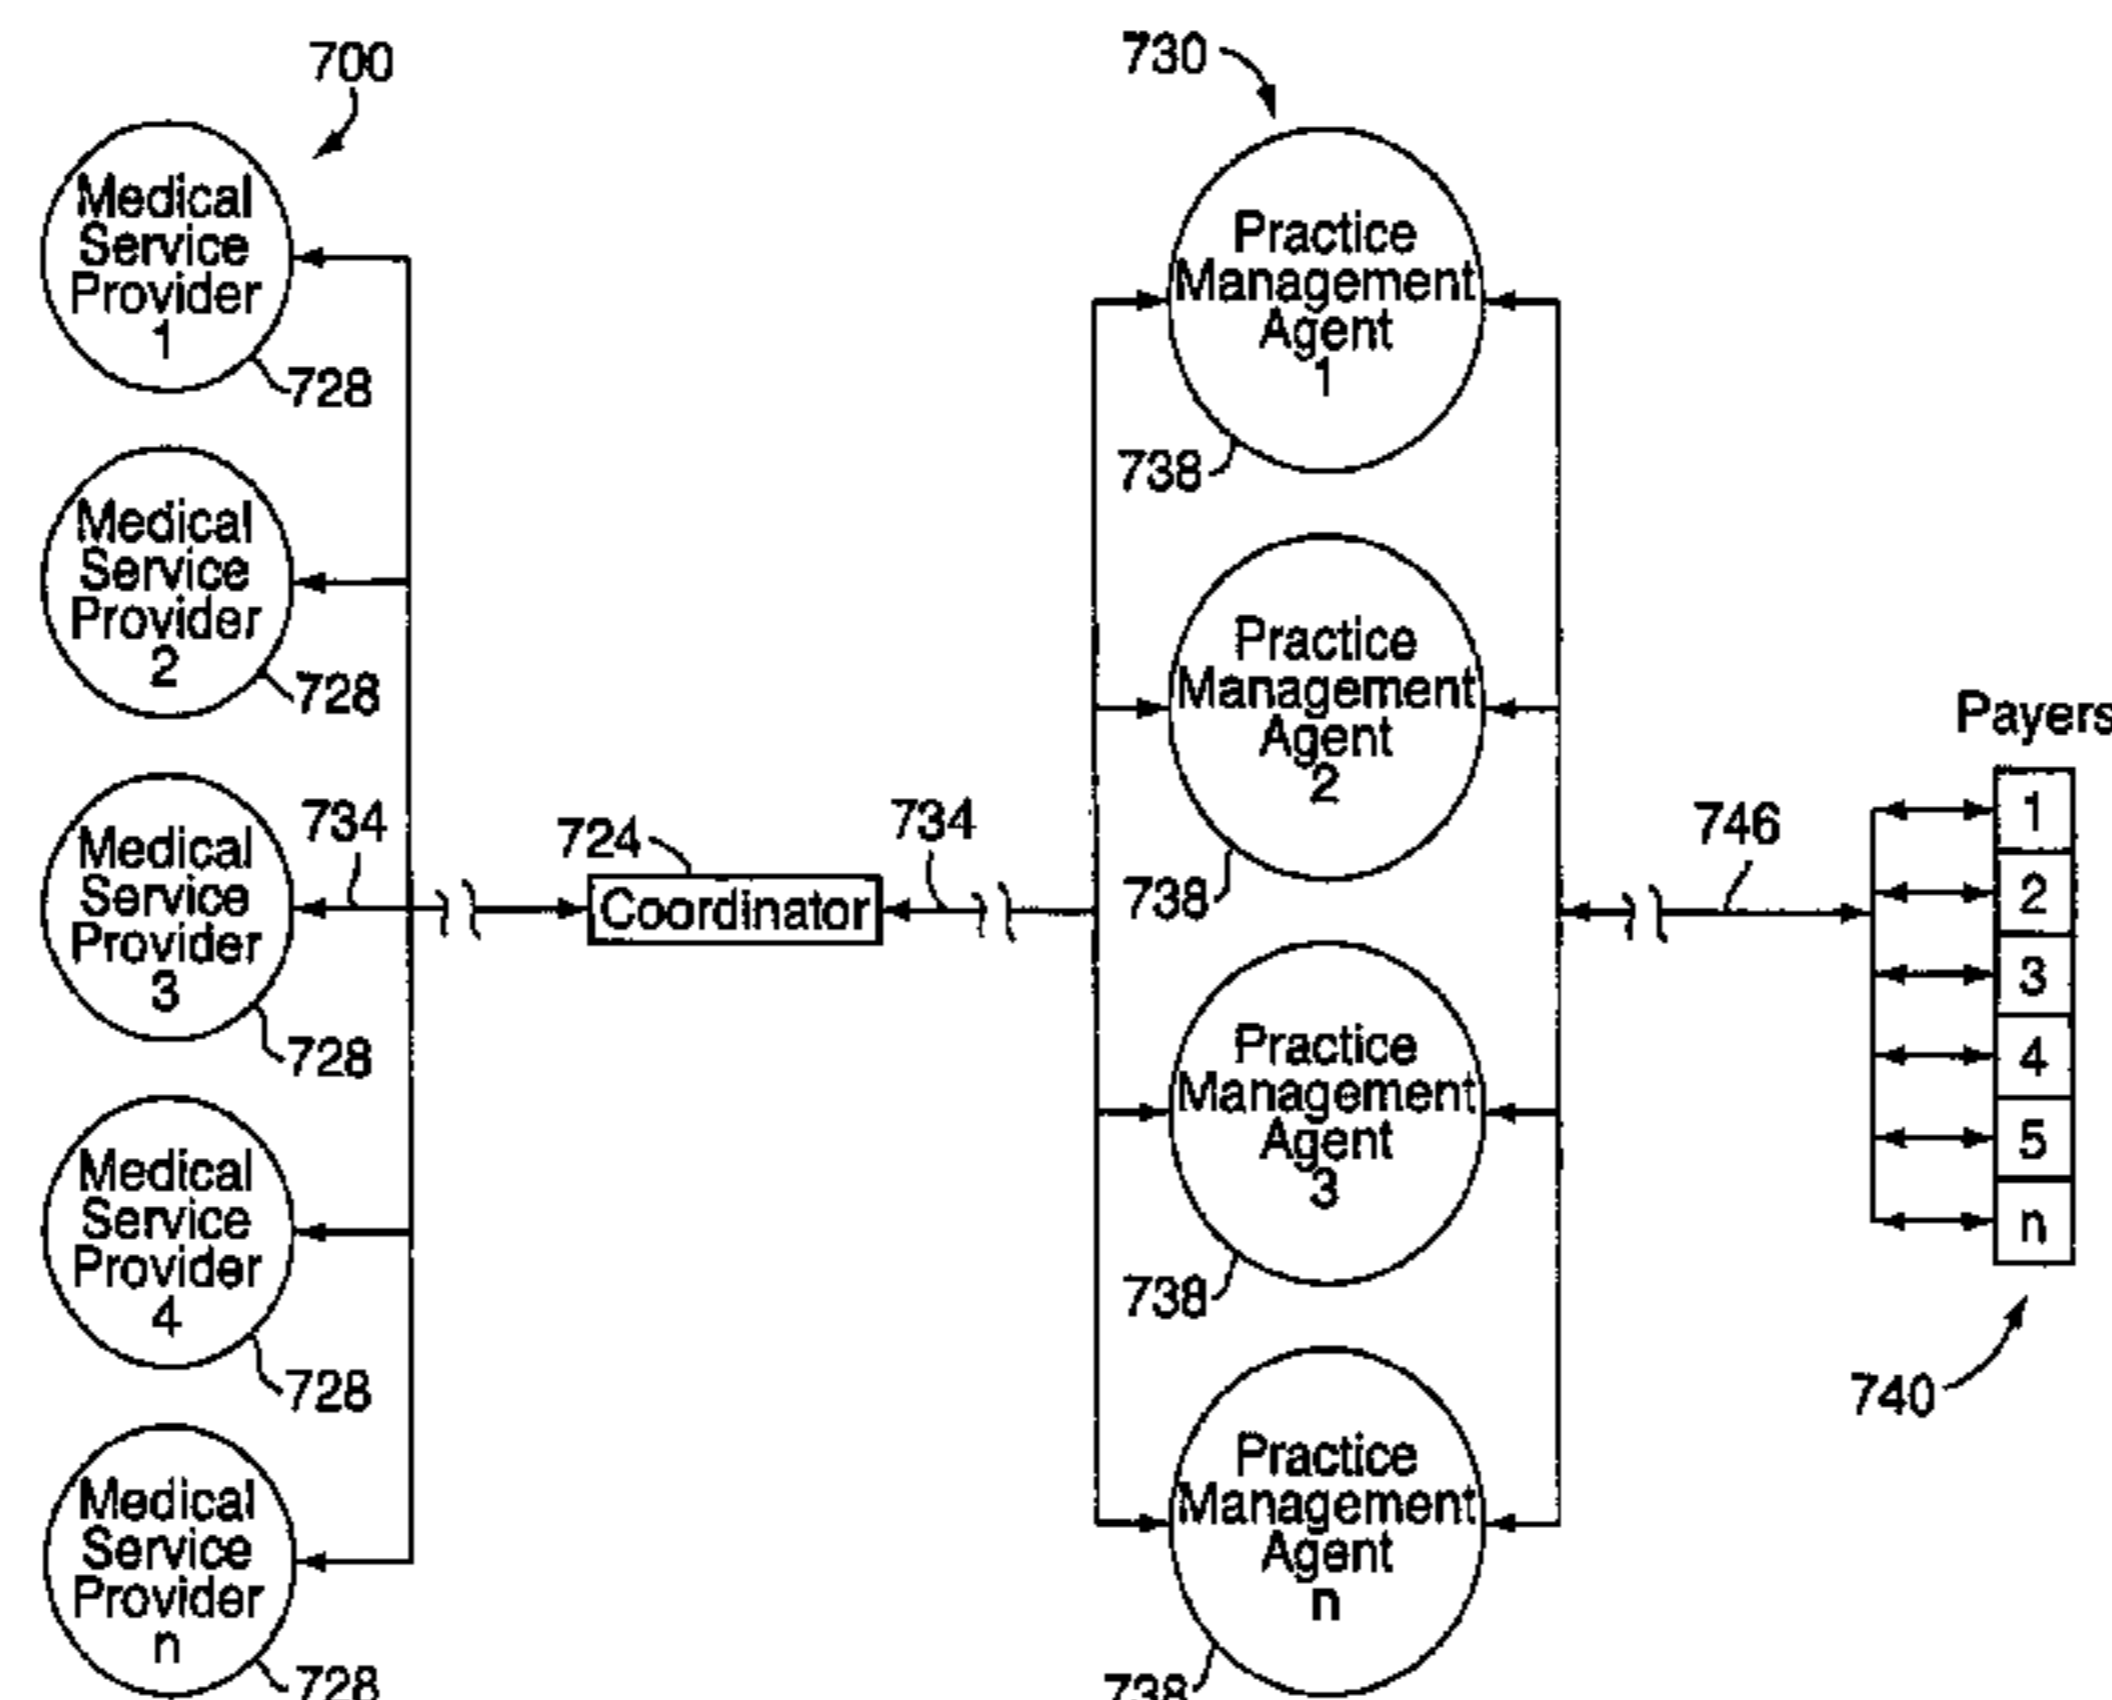 700
Medical
Service
Provider
1
728
Medical
Service
Provider
2
728
Medical
Service
Provider
3
728
734
Medical
Service
Provider
4
728
Medical
Service
Provider
n
728
724
Coordinator
734
730
Practice
Management
Agent
1
738
Practice
Management
Agent
2
738
Practice
Management
Agent
3
738
Practice
Management
Agent
n
738
746
Payers
1
2
3
4
5
n
740